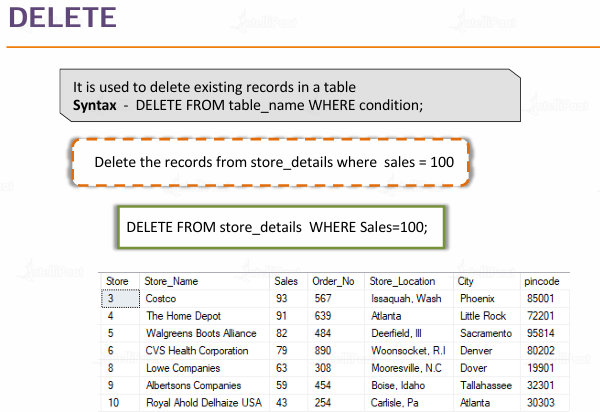 DELETE
It is used to delete existing records in a table
Syntax - DELETE FROM table_name WHERE condition;
Delete the records from store_details where sales = 100
DELETE FROM store_details WHERE Sales=100;
Store Store_Name Sales Order_No Store_Location City pincode
3 Costco 93 567 Issaquah, Wash Phoenix 85001
4 The Home Depot 91 639 Atlanta Little Rock 72201
5 Walgreens Boots Alliance 82 484 Deerfield, Ill Sacramento 95814
6 CVS Health Corporation 79 890 Woonsocket, R.I Denver 80202
8 Lowe Companies 63 308 Mooresville, N.C Dover 19901
9 Albertsons Companies 59 454 Boise, Idaho Tallahassee 32301
10 Royal Ahold Delhaize USA 43 254 Carlisle, Pa Atlanta 30303